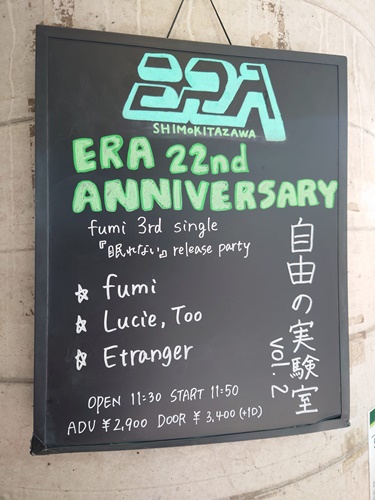 ERA
SHIMOKITAZAWA
ERA 22nd
ANNIVERSARY
fumi 3rd single
『眠れない』release party
☆ fumi
☆ Lucie, Too
☆ Etranger
自由の実験室 vol.2
OPEN 11:30 START 11:50
ADV ¥2,900 DOOR ¥3,400 (+1D)